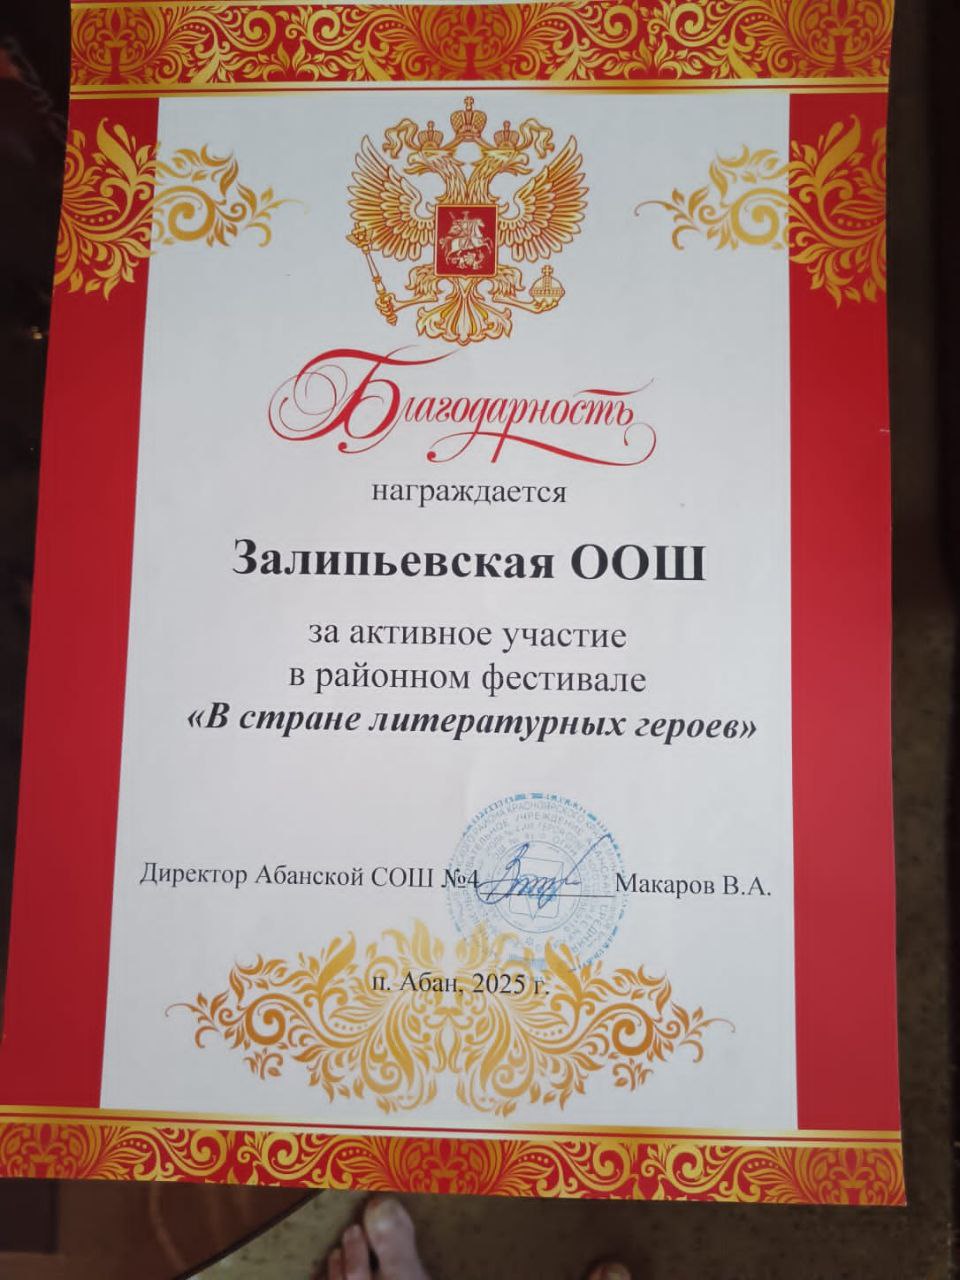 Благодарность
награждается
Залипьевская ООШ
за активное участие
в районном фестивале
«В стране литературных героев»
Директор Абанской СОШ №4 Макаров В.А.
п. Абан, 2025 г.